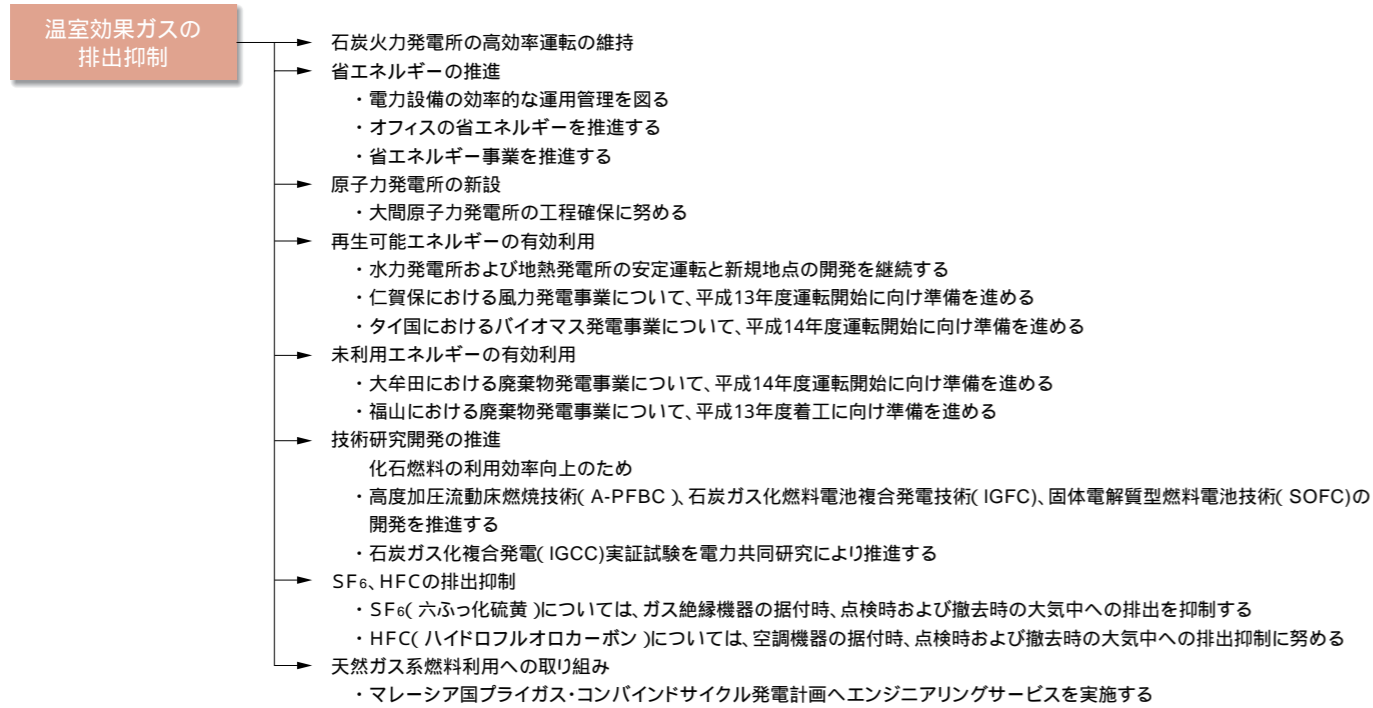 温室効果ガスの
排出抑制
石炭火力発電所の高効率運転の維持
省エネルギーの推進
・電力設備の効率的な運用管理を図る
・オフィスの省エネルギーを推進する
・省エネルギー事業を推進する
原子力発電所の新設
・大間原子力発電所の工程確保に努める
再生可能エネルギーの有効利用
・水力発電所および地熱発電所の安定運転と新規地点の開発を継続する
・仁賀保における風力発電事業について、平成13年度運転開始に向け準備を進める
・タイ国におけるバイオマス発電事業について、平成14年度運転開始に向け準備を進める
未利用エネルギーの有効利用
・大牟田における廃棄物発電事業について、平成14年度運転開始に向け準備を進める
・福山における廃棄物発電事業について、平成13年度着工に向け準備を進める
技術研究開発の推進
化石燃料の利用効率向上のため
・高度加圧流動床燃焼技術( A-PFBC )、石炭ガス化燃料電池複合発電技術( IGFC)、固体電解質型燃料電池技術( SOFC)の
開発を推進する
・石炭ガス化複合発電( IGCC)実証試験を電力共同研究により推進する
SF6、HFCの排出抑制
・SF6( 六ふっ化硫黄 )については、ガス絶縁機器の据付時、点検時および撤去時の大気中への排出を抑制する
・HFC( ハイドロフルオロカーボン )については、空調機器の据付時、点検時および撤去時の大気中への排出抑制に努める
天然ガス系燃料利用への取り組み
・マレーシア国プライガス・コンバインドサイクル発電計画へエンジニアリングサービスを実施する